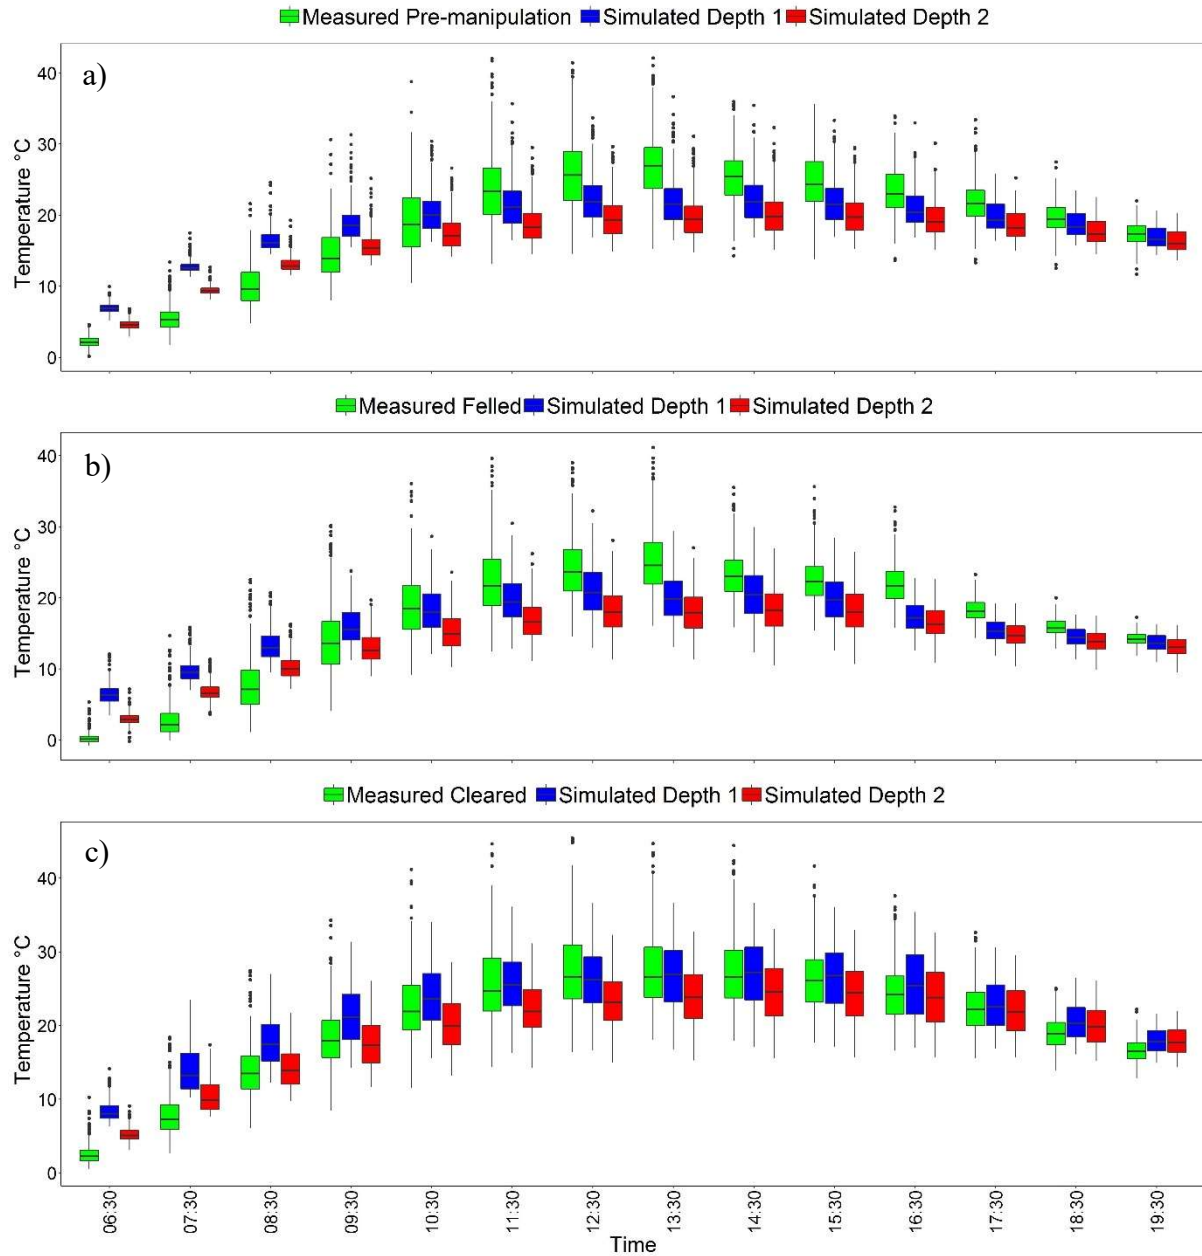 Measured Pre-manipulation Simulated Depth 1 Simulated Depth 2
a)
Temperature °C
40
30
20
10
0
Measured Felled Simulated Depth 1 Simulated Depth 2
b)
Temperature °C
40
30
20
10
0
Measured Cleared Simulated Depth 1 Simulated Depth 2
c)
Temperature °C
40
30
20
10
0
06:30 07:30 08:30 09:30 10:30 11:30 12:30 13:30 14:30 15:30 16:30 17:30 18:30 19:30
Time